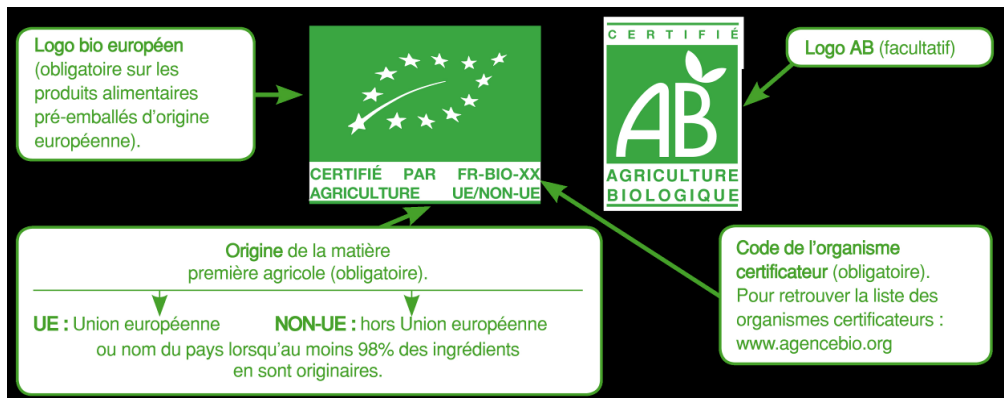 Logo bio européen
(obligatoire sur les
produits alimentaires
pré-emballés d'origine
européenne).
CERTIFIÉ PAR FR-BIO-XX
AGRICULTURE UE/NON-UE
CERTIFIÉ
AB
AGRICULTURE
BIOLOGIQUE
Logo AB (facultatif)
Origine de la matière
première agricole (obligatoire).
UE : Union européenne NON-UE : hors Union européenne
ou nom du pays lorsqu'au moins 98% des ingrédients
en sont originaires.
Code de l'organisme
certificateur (obligatoire).
Pour retrouver la liste des
organismes certificateurs :
www.agencebio.org